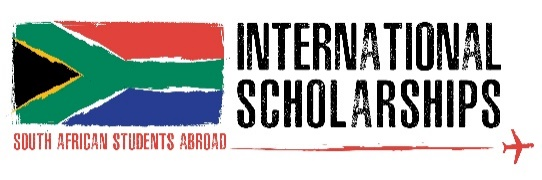 INTERNATIONAL
SCHOLARSHIPS
SOUTH AFRICAN STUDENTS ABROAD